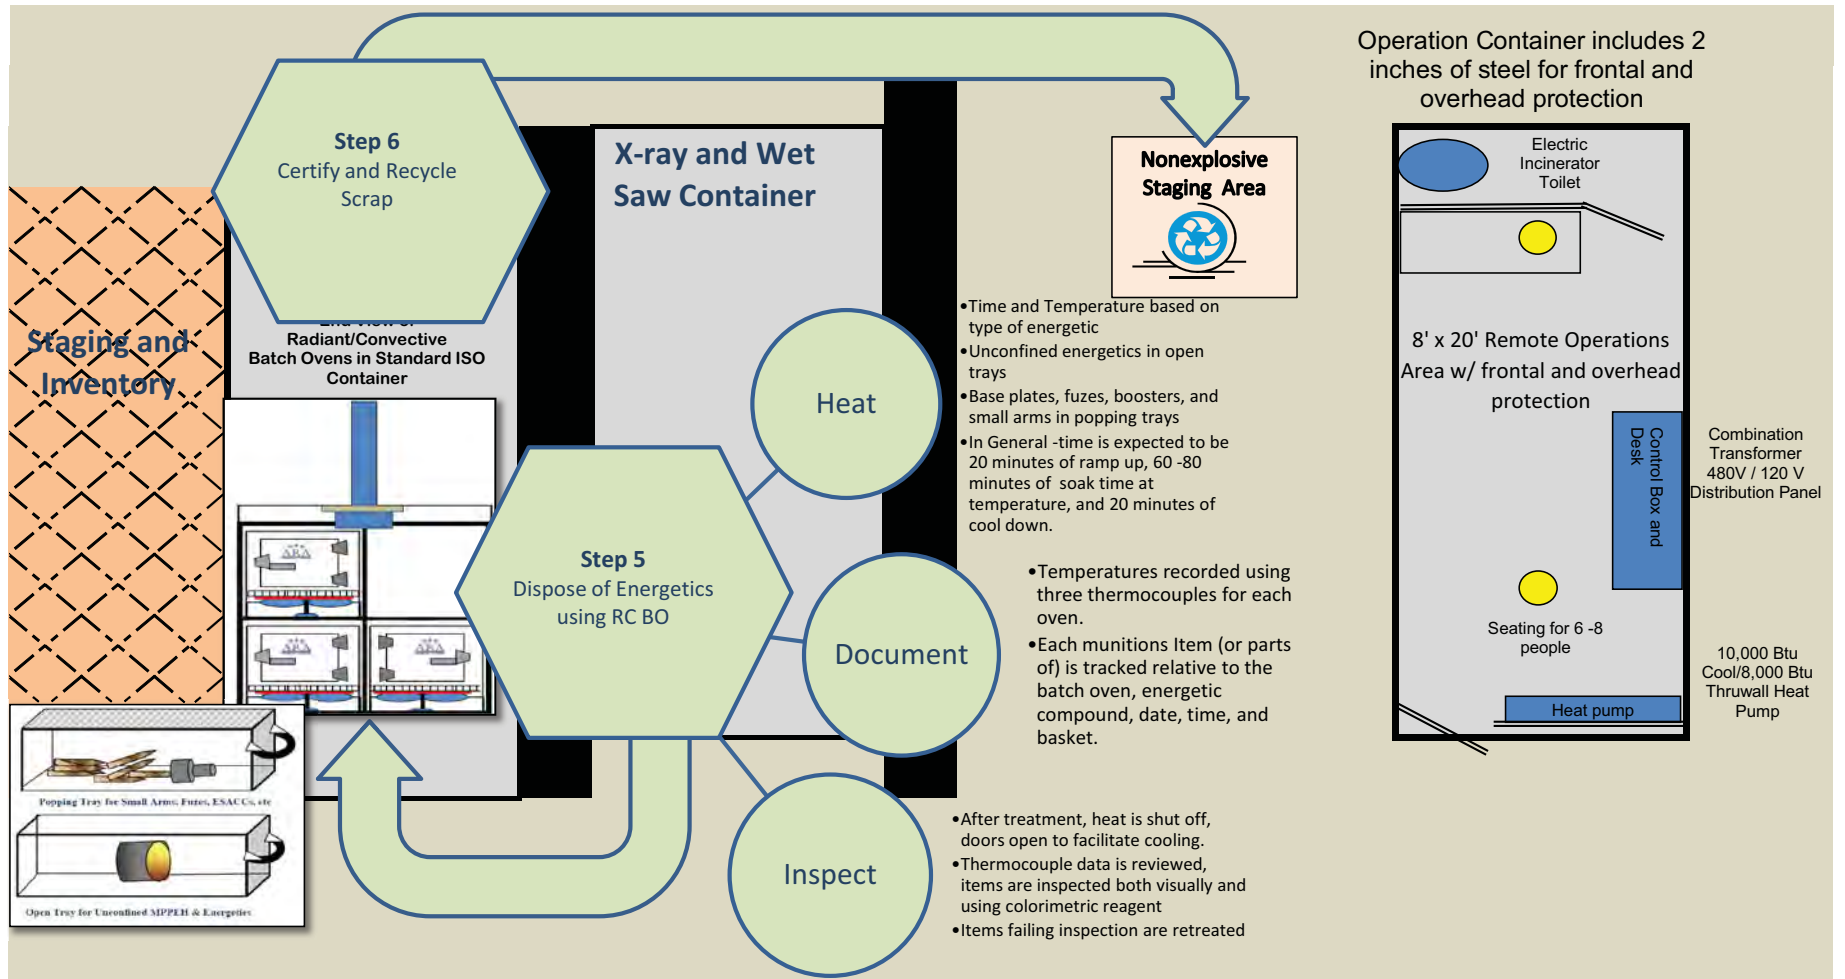 Operation Container includes 2
inches of steel for frontal and
overhead protection
Step 6
Certify and Recycle
Scrap
X-ray and Wet
Saw Container
Nonexplosive
Staging Area
Electric
Incinerator
Toilet
Staging and
Inventory
Radiant/Convective
Batch Ovens in Standard ISO
Container
Heat
•Time and Temperature based on
type of energetic
•Unconfined energetics in open
trays
•Base plates, fuzes, boosters, and
small arms in popping trays
•In General -time is expected to be
20 minutes of ramp up, 60 -80
minutes of soak time at
temperature, and 20 minutes of
cool down.
8' x 20' Remote Operations
Area w/ frontal and overhead
protection
Control Box and
Desk
Combination
Transformer
480V / 120 V
Distribution Panel
Step 5
Dispose of Energetics
using RC BO
Document
•Temperatures recorded using
three thermocouples for each
oven.
•Each munitions Item (or parts
of) is tracked relative to the
batch oven, energetic
compound, date, time, and
basket.
Seating for 6 -8
people
10,000 Btu
Cool/8,000 Btu
Thruwall Heat
Pump
Heat pump
Popping Tray for Small Arms, Fuzes, ESACCs, etc
Open Tray for Unconfined MPPEH & Energetics
Inspect
•After treatment, heat is shut off,
doors open to facilitate cooling.
•Thermocouple data is reviewed,
items are inspected both visually and
using colorimetric reagent
•Items failing inspection are retreated